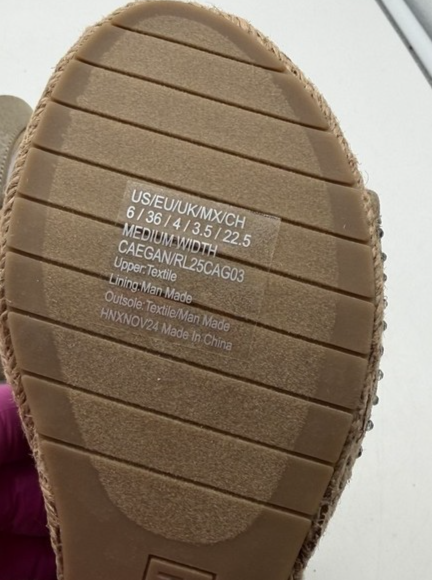 US/EU/UK/MX/CH
6 / 36 / 4 / 3.5 / 22.5
MEDIUM WIDTH
CAEGAN/RL25CAG03
Upper:Textile
Lining:Man Made
Outsole:Textile/Man Made
HNXNOV24 Made In China